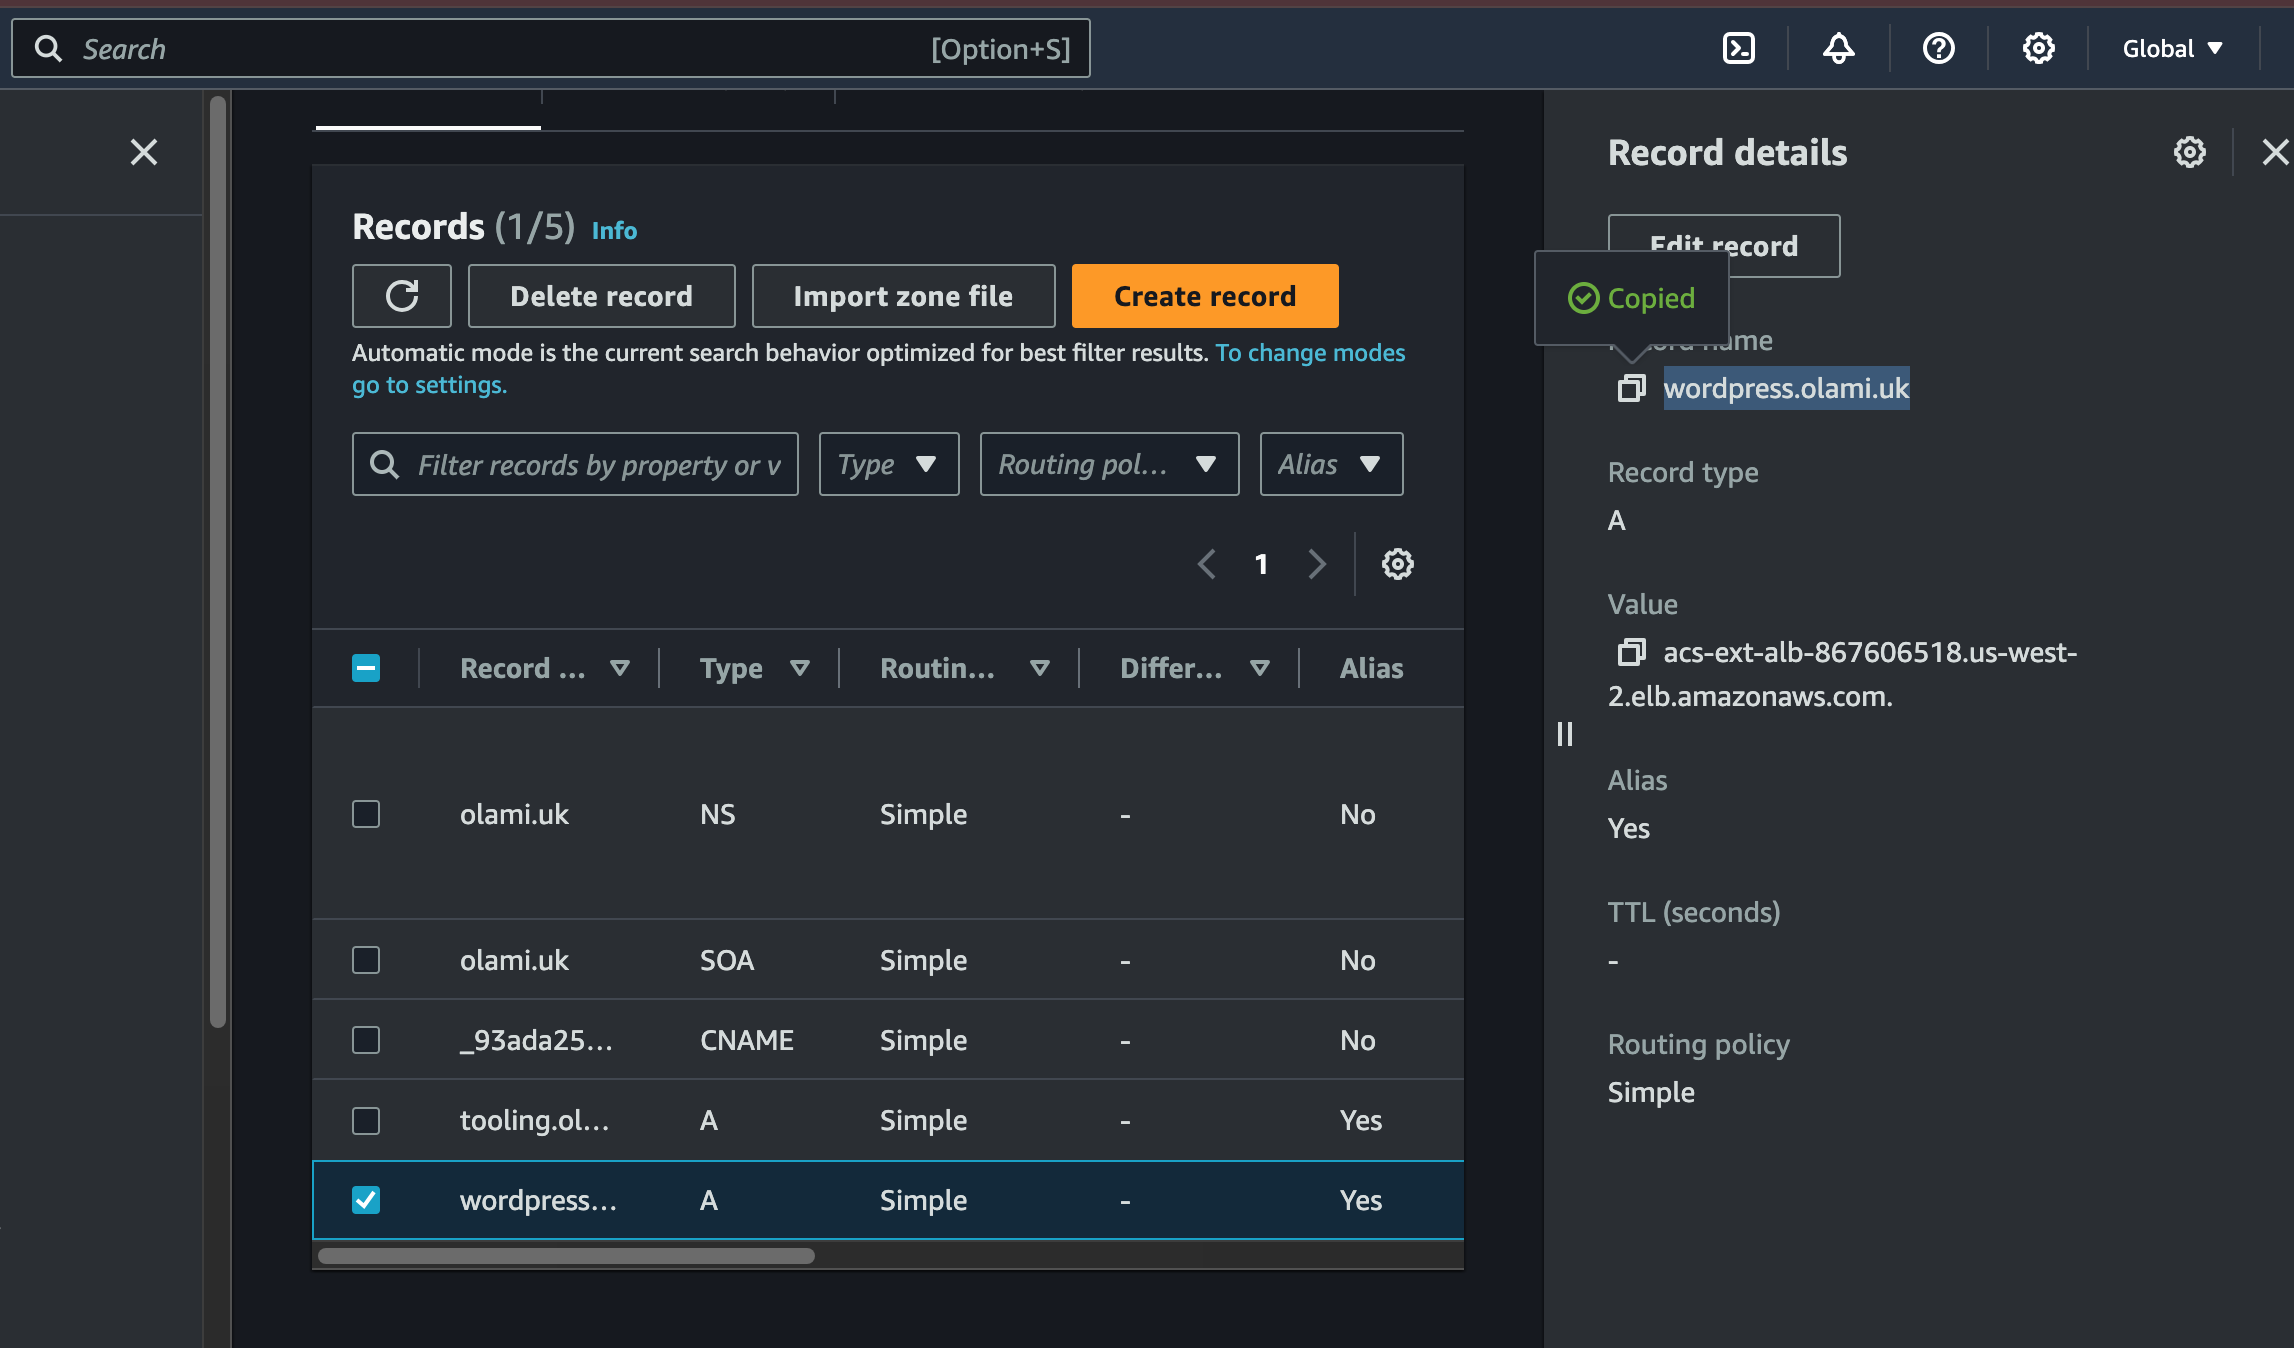 Search [Option+S] Global
Records (1/5) Info
Delete record Import zone file Create record
Automatic mode is the current search behavior optimized for best filter results. To change modes
go to settings.
Filter records by property or v Type Routing pol... Alias
1
Record ... Type Routin... Differ... Alias
olami.uk NS Simple - No
olami.uk SOA Simple - No
_93ada25... CNAME Simple - No
tooling.ol... A Simple - Yes
wordpress... A Simple - Yes
Record details
Edit record
Copied
name
wordpress.olami.uk
Record type
A
Value
acs-ext-alb-867606518.us-west-
2.elb.amazonaws.com.
Alias
Yes
TTL (seconds)
-
Routing policy
Simple